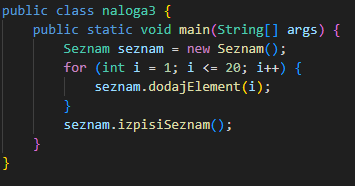 public class naloga3 {
    public static void main(String[] args) {
        Seznam seznam = new Seznam();
        for (int i = 1; i <= 20; i++) {
            seznam.dodajElement(i);
        }
        seznam.izpisiSeznam();
    }
}